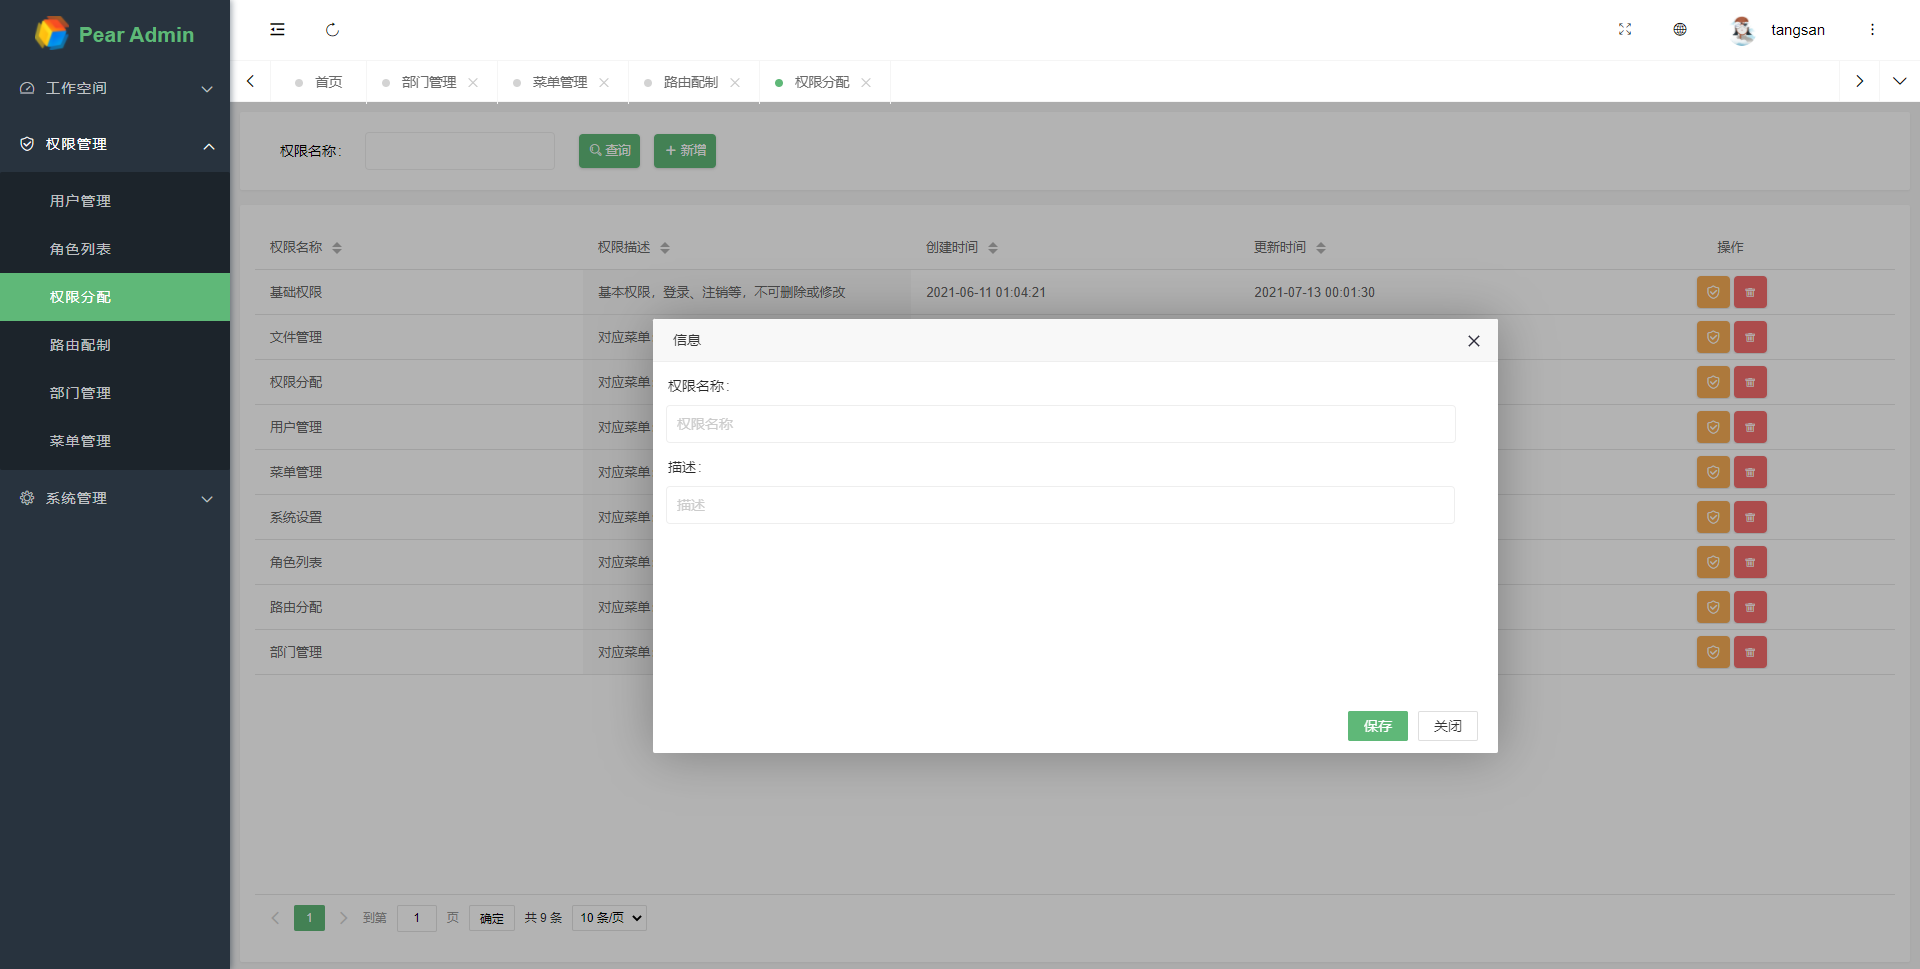 Pear Admin
tangsan
首页 部门管理 菜单管理 路由配制 权限分配
工作空间
权限管理
用户管理
角色列表
权限分配
路由配制
部门管理
菜单管理
系统管理
权限名称: 查询 新增
权限名称 权限描述 创建时间 更新时间 操作
基础权限 基本权限，登录、注销等，不可删除或修改 2021-06-11 01:04:21 2021-07-13 00:01:30
文件管理 对应菜单
权限分配 对应菜单
用户管理 对应菜单
菜单管理 对应菜单
系统设置 对应菜单
角色列表 对应菜单
路由分配 对应菜单
部门管理 对应菜单
信息
权限名称:
权限名称
描述:
描述
保存 关闭
1 到第 1 页 确定 共 9 条 10 条/页